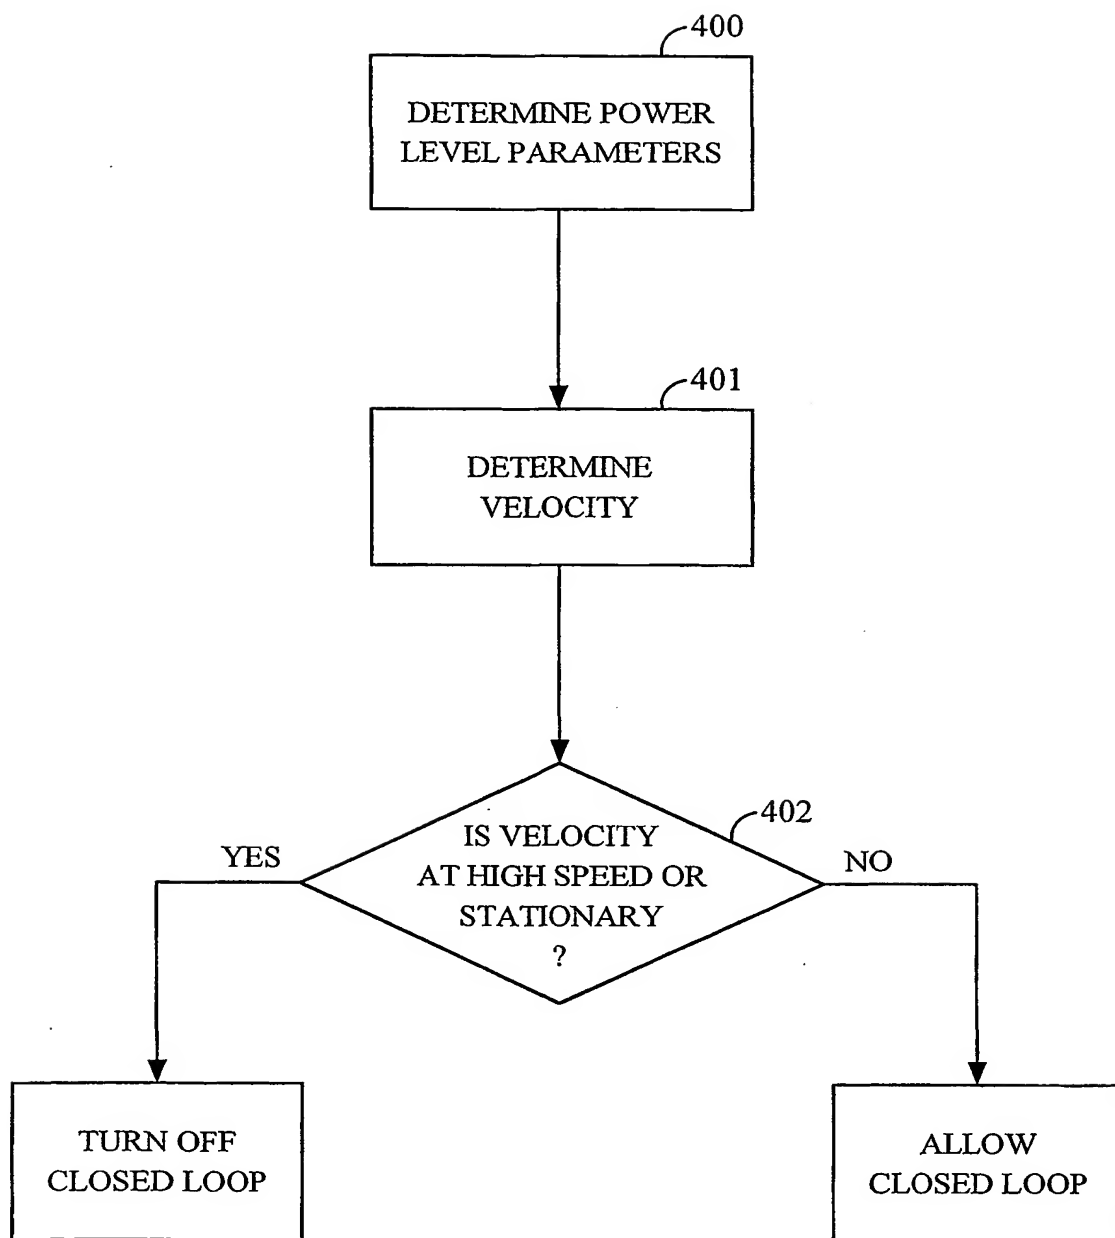 400
DETERMINE POWER
LEVEL PARAMETERS
401
DETERMINE
VELOCITY
402
IS VELOCITY
AT HIGH SPEED OR
STATIONARY
?
YES
NO
TURN OFF
CLOSED LOOP
ALLOW
CLOSED LOOP